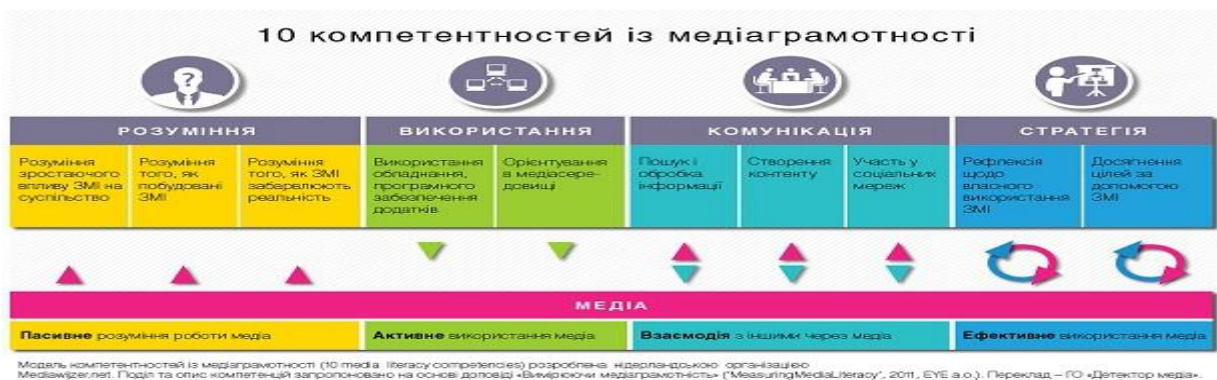 10 компетентностей із медіаграмотності
РОЗУМІННЯ
ВИКОРИСТАННЯ
КОМУНІКАЦІЯ
СТРАТЕГІЯ
Розуміння
зростаючого
впливу ЗМІ на
суспільство
Розуміння
того, як
побудовані
ЗМІ
Розуміння
того, як ЗМІ
забарвлюють
реальність
Використання
обладнання,
програмного
забезпечення
додатків
Орієнтування
в медіасере-
довищі
Пошук і
обробка
інформації
Створення
контенту
Участь у
соціальних
мереж
Рефлексія
щодо
власного
використання
ЗМІ
Досягнення
цілей за
допомогою
ЗМІ
МЕДІА
Пасивне розуміння роботи медіа
Активне використання медіа
Взаємодія з іншими через медіа
Ефективне використання медіа
Модель компетентностей із медіаграмотності (10 media literacy competencies) розроблена нідерландською організацією
Mediawijzer.net. Поділ та опис компетенцій запропоновано на основі доповіді «Вимірюючи медіаграмотність» ("MeasuringMediaLiteracy", 2011, EYE a.o.). Переклад – ГО «Детектор медіа».